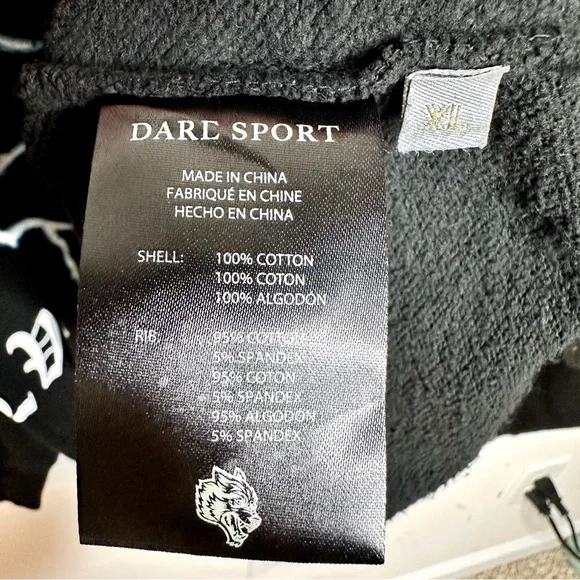 DARE SPORT
XL
MADE IN CHINA
FABRIQUÉ EN CHINE
HECHO EN CHINA
SHELL: 100% COTTON
100% COTON
100% ALGODON
RIB 95% COTTON
5% SPANDEX
95% COTON
5% SPANDEX
95% ALGODON
5% SPANDEX